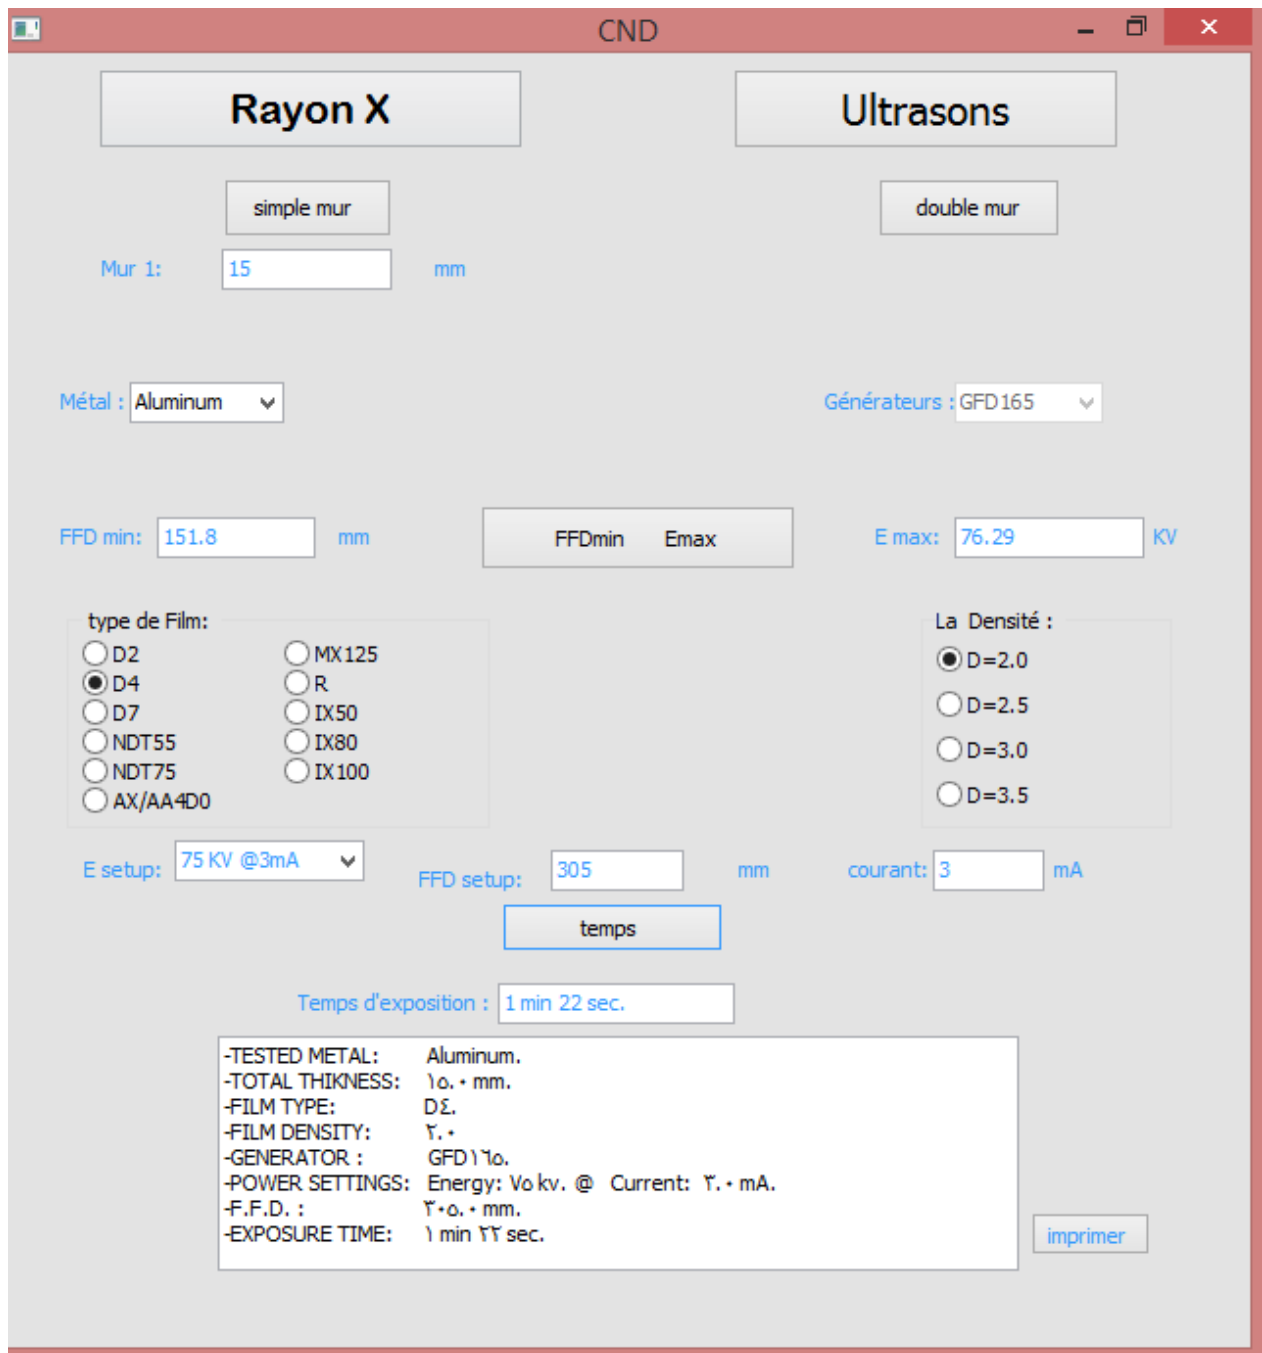 CND
Rayon X Ultrasons
simple mur double mur
Mur 1: 15 mm
Métal : Aluminum Générateurs : GFD165
FFD min: 151.8 mm FFDmin Emax E max: 76.29 KV
type de Film: La Densité :
D2 MX125 D=2.0
D4 R
D7 IX50 D=2.5
NDT55 IX80 D=3.0
NDT75 IX100
AX/AA4D0 D=3.5
E setup: 75 KV @3mA FFD setup: 305 mm courant: 3 mA
temps
Temps d'exposition : 1 min 22 sec.
-TESTED METAL: Aluminum.
-TOTAL THIKNESS: ١٥.٠ mm.
-FILM TYPE: D٤.
-FILM DENSITY: ٢.٠
-GENERATOR : GFD١٦٥.
-POWER SETTINGS: Energy: ٧٥ kv. @ Current: ٣.٠ mA.
-F.F.D. : ٣٠٥.٠ mm.
-EXPOSURE TIME: ١ min ٢٢ sec.
imprimer